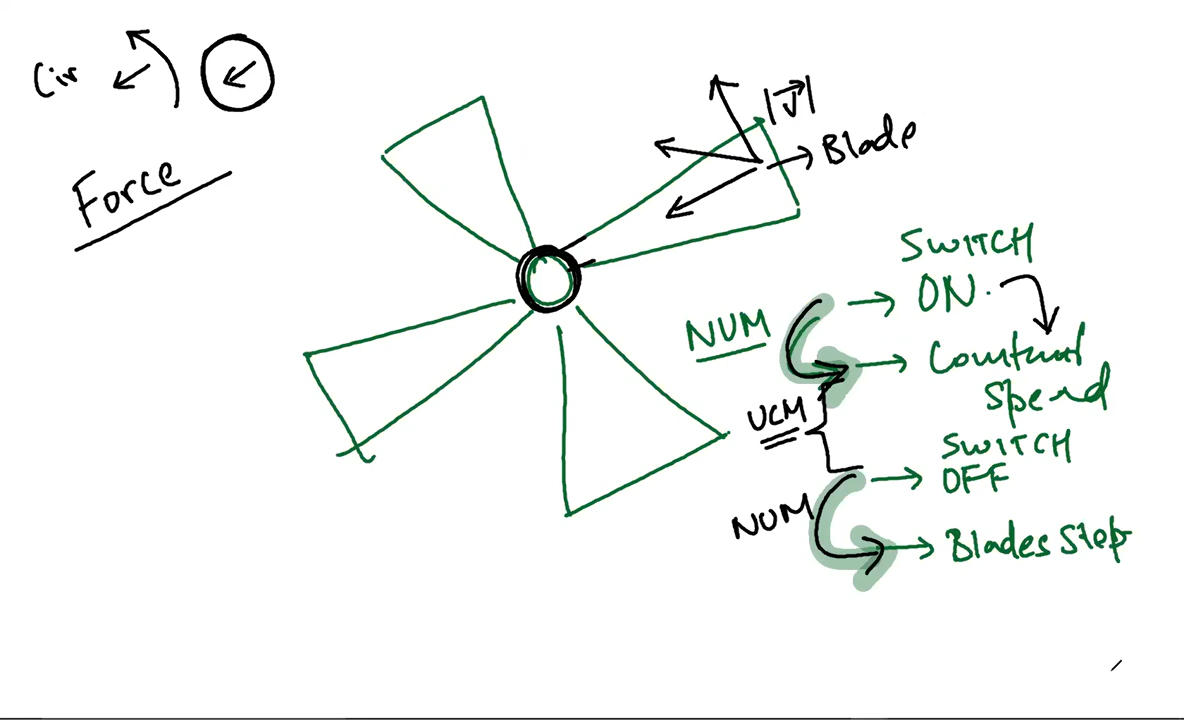 Cir
Force
|v|
Blade
SWITCH
ON.
NUM
Constant
Speed
UCM
SWITCH
OFF
NUM
Blades Stop